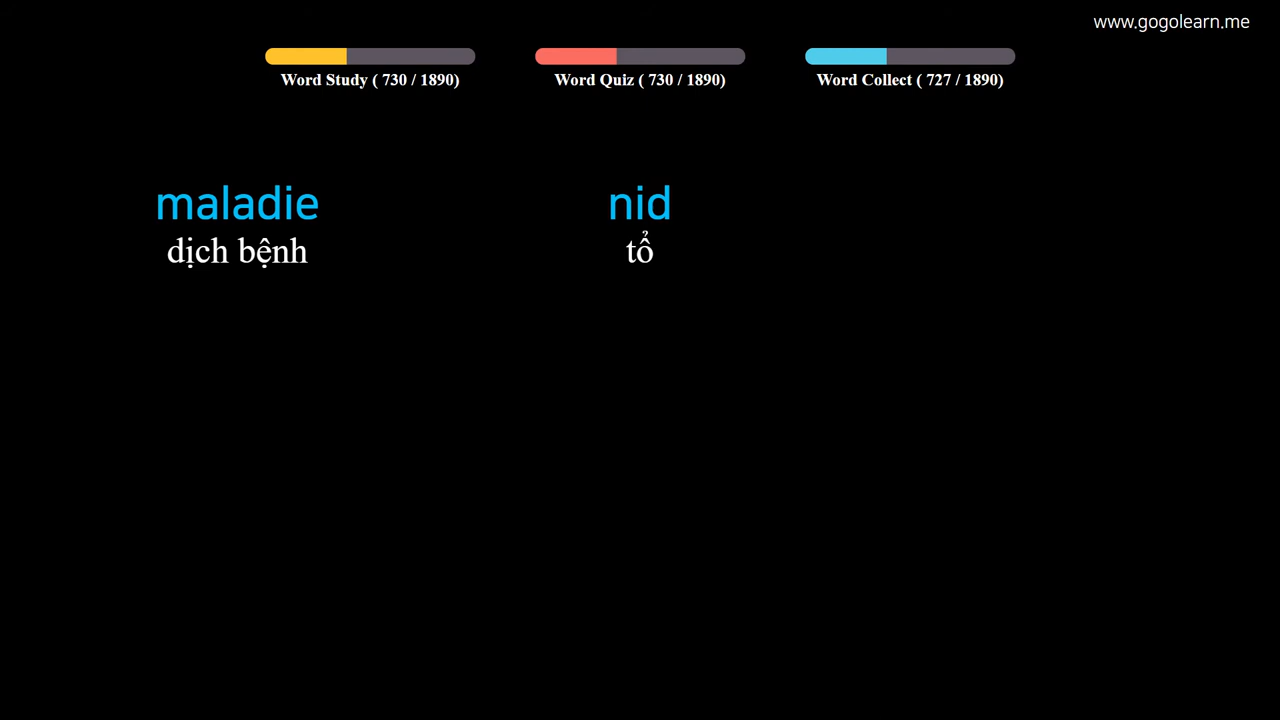 www.gogolearn.me
Word Study ( 730 / 1890)
Word Quiz ( 730 / 1890)
Word Collect ( 727 / 1890)
maladie
dịch bệnh
nid
tổ